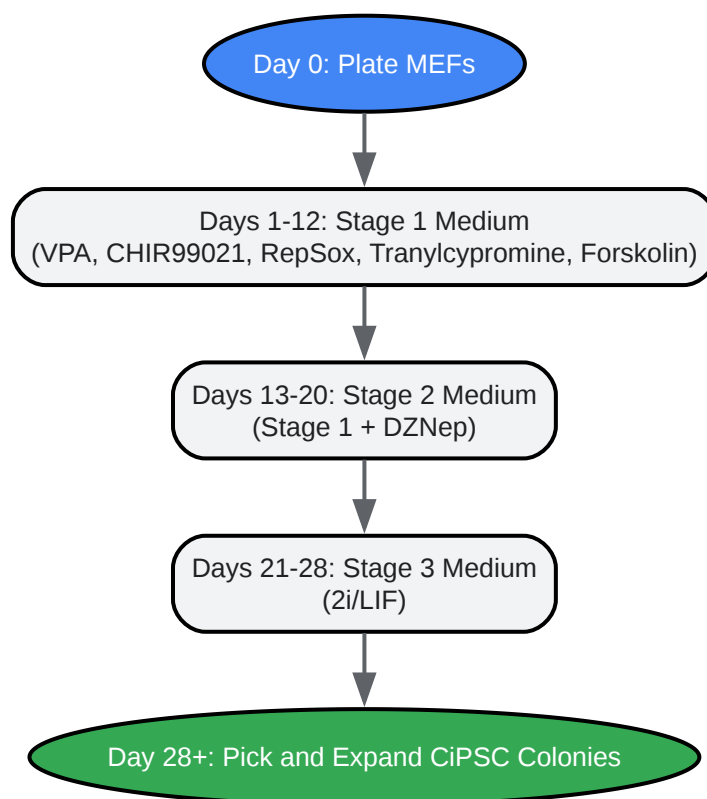 Day 0: Plate MEFs
Days 1-12: Stage 1 Medium
(VPA, CHIR99021, RepSox, Tranylcypromine, Forskolin)
Days 13-20: Stage 2 Medium
(Stage 1 + DZNep)
Days 21-28: Stage 3 Medium
(2i/LIF)
Day 28+: Pick and Expand CiPSC Colonies